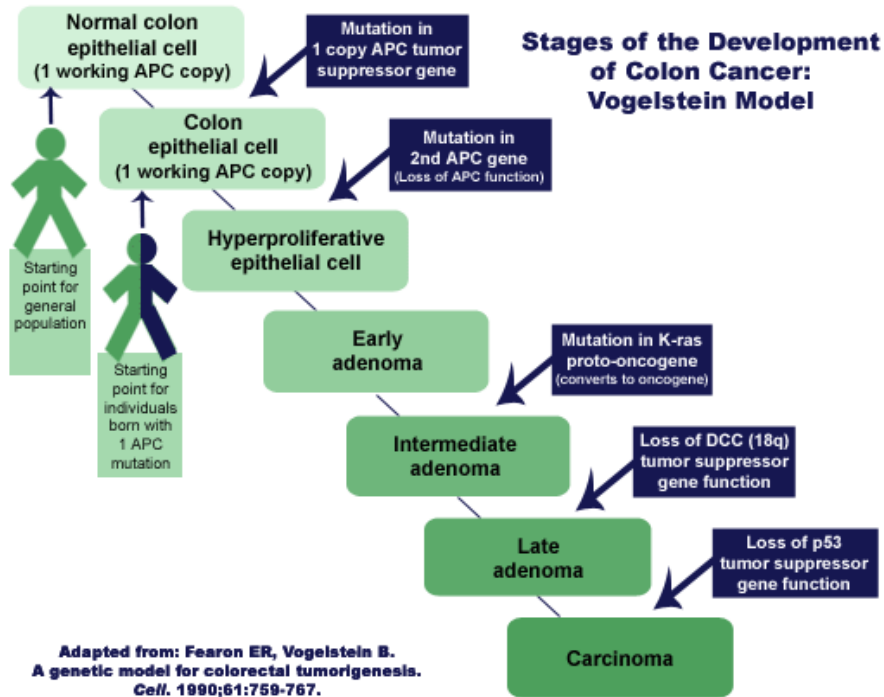 Stages of the Development
of Colon Cancer:
Vogelstein Model
Normal colon
epithelial cell
(1 working APC copy)
Mutation in
1 copy APC tumor
suppressor gene
Colon
epithelial cell
(1 working APC copy)
Mutation in
2nd APC gene
(Loss of APC function)
Hyperproliferative
epithelial cell
Starting
point for
general
population
Early
adenoma
Mutation in K-ras
proto-oncogene
(converts to oncogene)
Starting
point for
individuals
born with
1 APC
mutation
Intermediate
adenoma
Loss of DCC (18q)
tumor suppressor
gene function
Late
adenoma
Loss of p53
tumor suppressor
gene function
Carcinoma
Adapted from: Fearon ER, Vogelstein B.
A genetic model for colorectal tumorigenesis.
Cell. 1990;61:759-767.